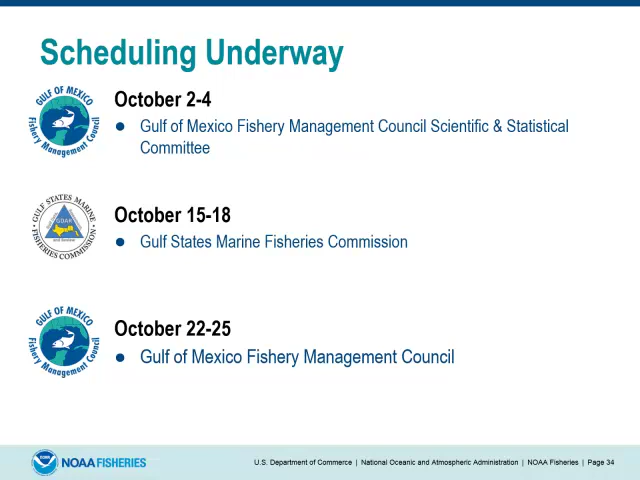 Scheduling Underway
GULF OF MEXICO
Fishery Management Council
October 2-4
● Gulf of Mexico Fishery Management Council Scientific & Statistical
Committee
GULF STATES MARINE
FISHERIES COMMISSION
GDAR
October 15-18
● Gulf States Marine Fisheries Commission
GULF OF MEXICO
Fishery Management Council
October 22-25
● Gulf of Mexico Fishery Management Council
NOAA
NOAA FISHERIES
U.S. Department of Commerce | National Oceanic and Atmospheric Administration | NOAA Fisheries | Page 34